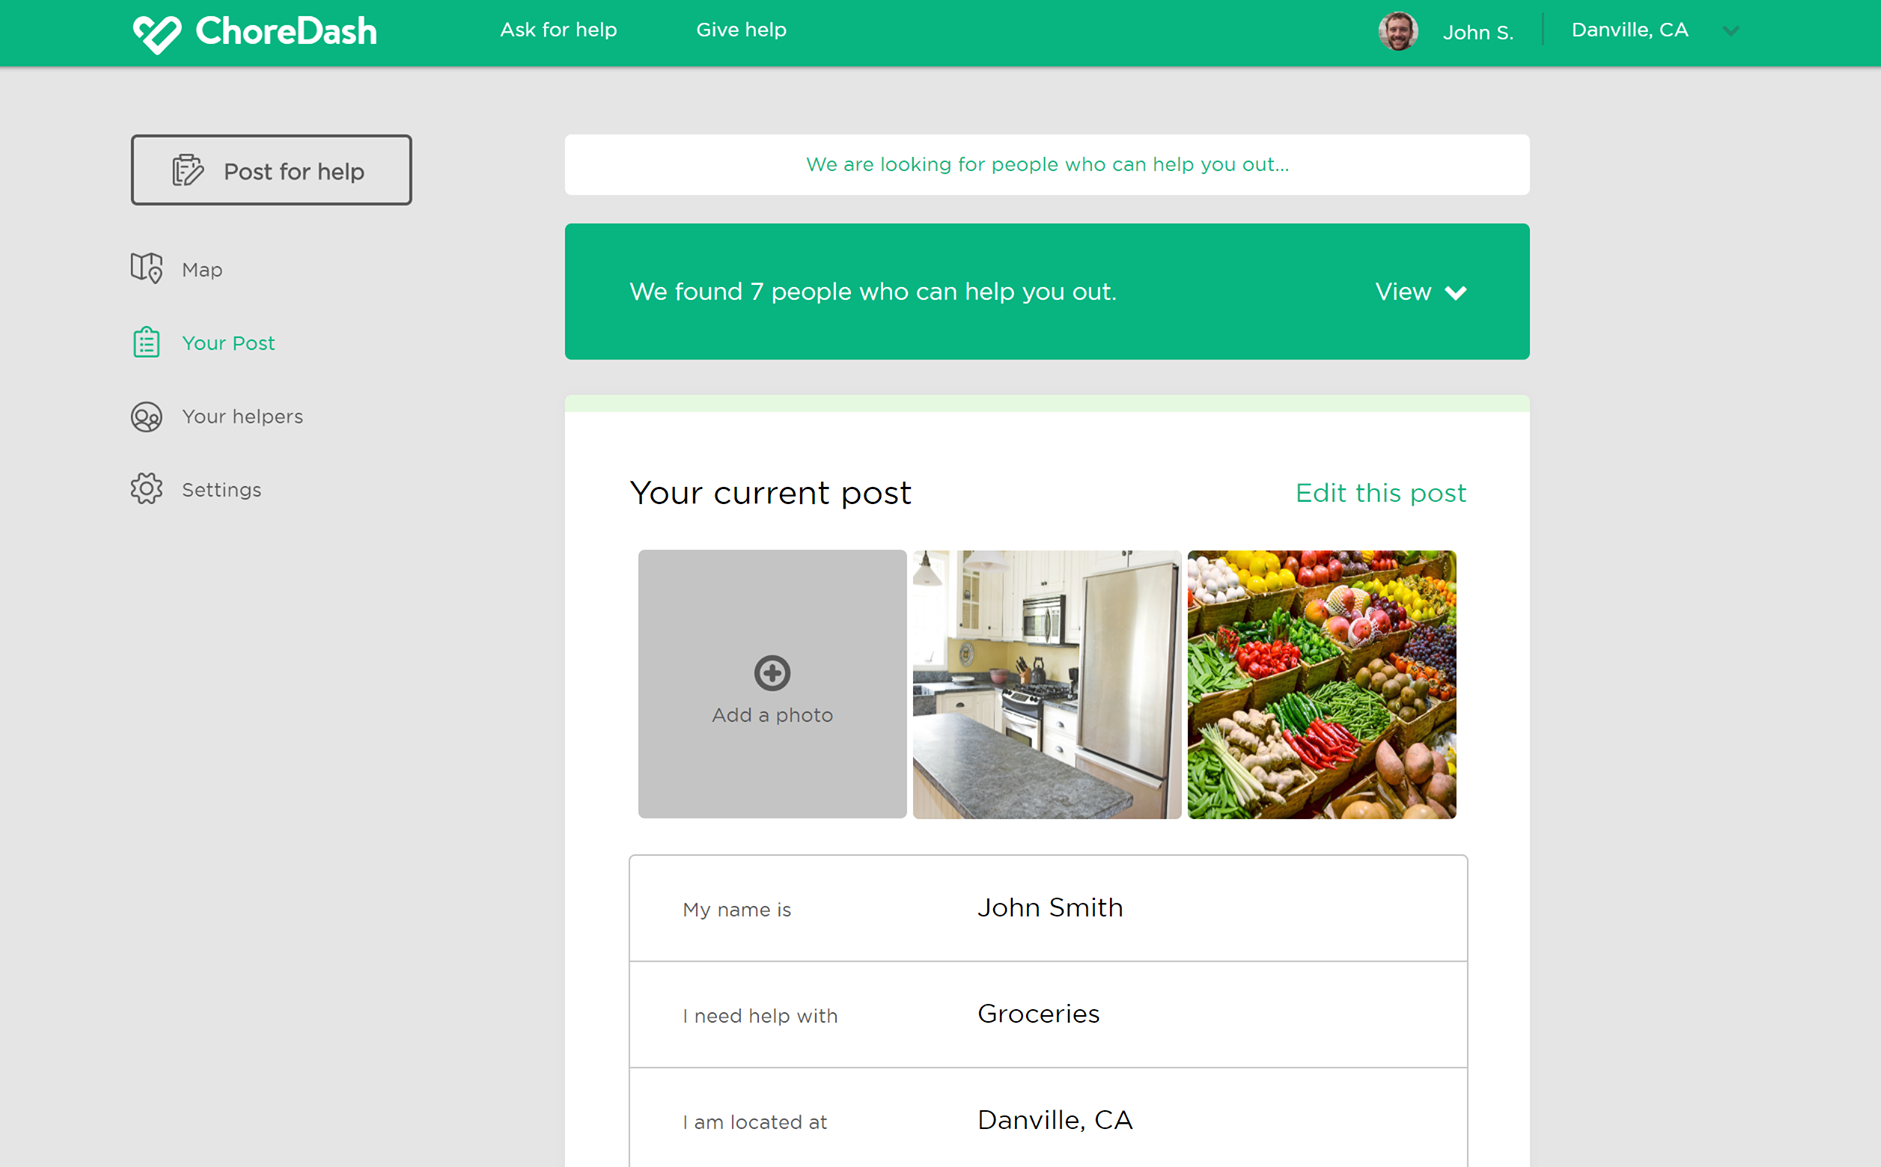 ChoreDash
Ask for help
Give help
John S.
Danville, CA
Post for help
Map
Your Post
Your helpers
Settings
We are looking for people who can help you out...
We found 7 people who can help you out.
View
Your current post
Edit this post
Add a photo
My name is
John Smith
I need help with
Groceries
I am located at
Danville, CA